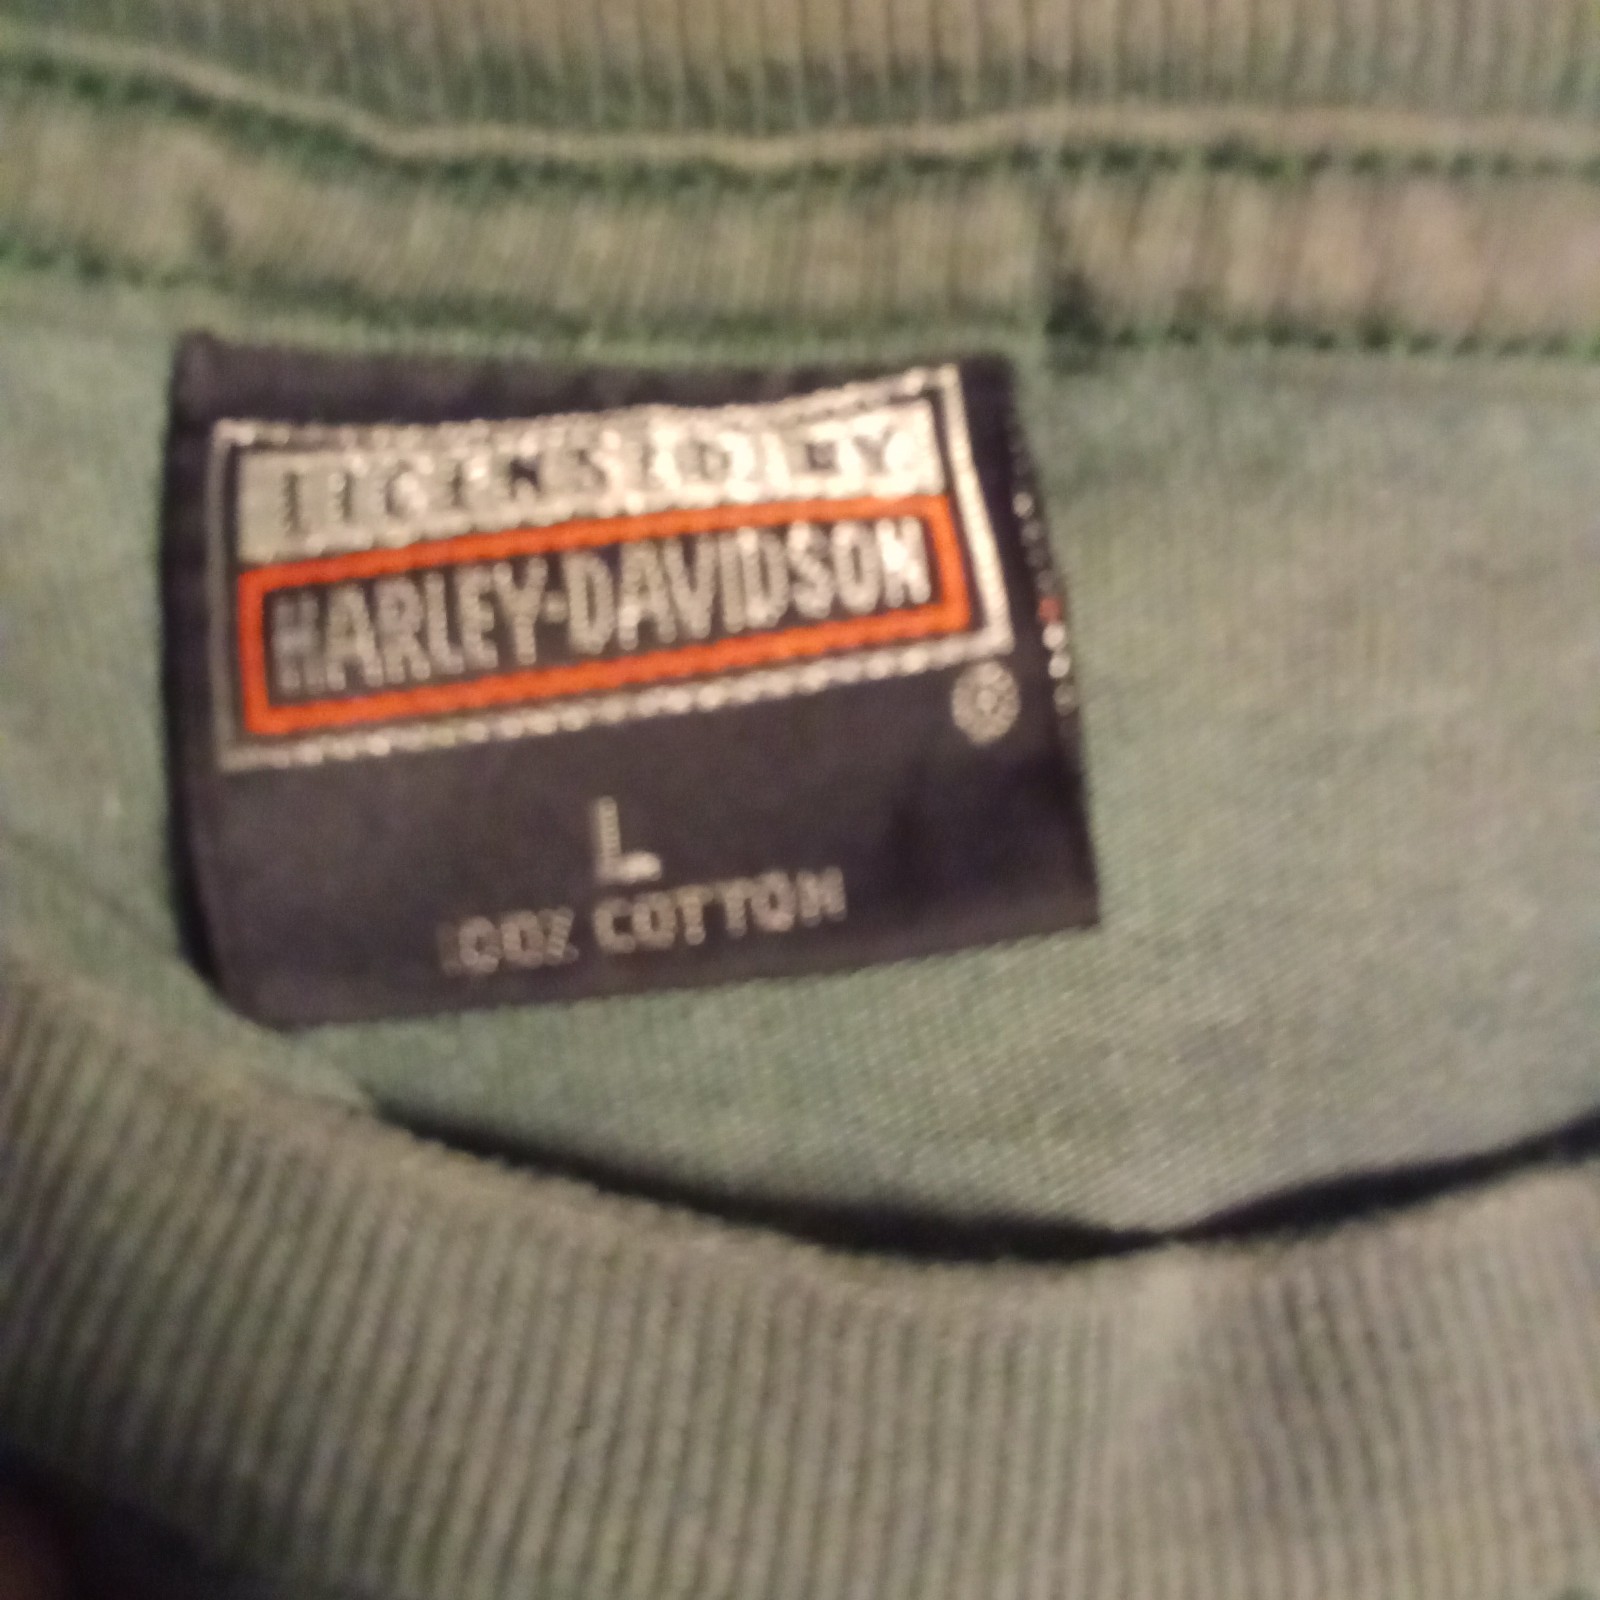 LICENSED BY
HARLEY-DAVIDSON
®
L
100% COTTON